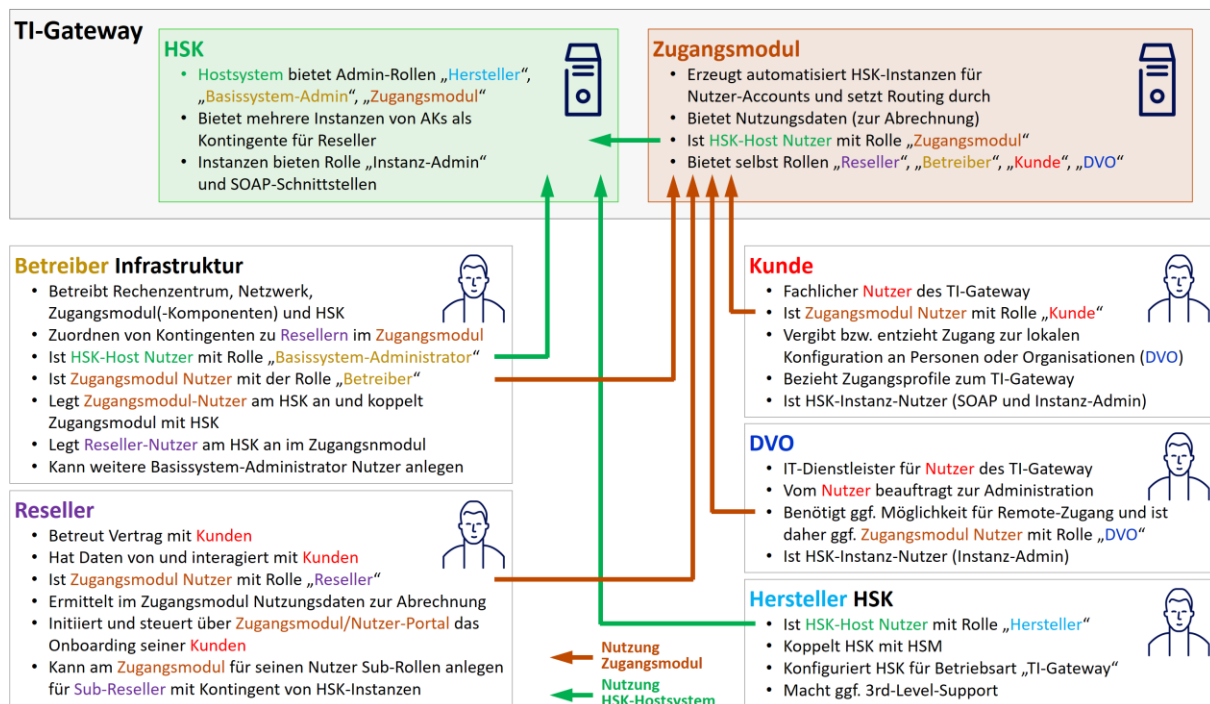 TI-Gateway
HSK
• Hostsystem bietet Admin-Rollen „Hersteller“,
„Basissystem-Admin“, „Zugangsmodul“
• Bietet mehrere Instanzen von AKs als
Kontingente für Reseller
• Instanzen bieten Rolle „Instanz-Admin“
und SOAP-Schnittstellen
Zugangsmodul
• Erzeugt automatisiert HSK-Instanzen für
Nutzer-Accounts und setzt Routing durch
• Bietet Nutzungsdaten (zur Abrechnung)
• Ist HSK-Host Nutzer mit Rolle „Zugangsmodul“
• Bietet selbst Rollen „Reseller“, „Betreiber“, „Kunde“, „DVO“
Betreiber Infrastruktur
• Betreibt Rechenzentrum, Netzwerk,
Zugangsmodul(-Komponenten) und HSK
• Zuordnen von Kontingenten zu Resellern im Zugangsmodul
• Ist HSK-Host Nutzer mit Rolle „Basissystem-Administrator“
• Ist Zugangsmodul Nutzer mit der Rolle „Betreiber“
• Legt Zugangsmodul-Nutzer am HSK an und koppelt
Zugangsmodul mit HSK
• Legt Reseller-Nutzer am HSK an im Zugangsnmodul
• Kann weitere Basissystem-Administrator Nutzer anlegen
Reseller
• Betreut Vertrag mit Kunden
• Hat Daten von und interagiert mit Kunden
• Ist Zugangsmodul Nutzer mit Rolle „Reseller“
• Ermittelt im Zugangsmodul Nutzungsdaten zur Abrechnung
• Initiiert und steuert über Zugangsmodul/Nutzer-Portal das
Onboarding seiner Kunden
• Kann am Zugangsmodul für seinen Nutzer Sub-Rollen anlegen
für Sub-Reseller mit Kontingent von HSK-Instanzen
Kunde
• Fachlicher Nutzer des TI-Gateway
• Ist Zugangsmodul Nutzer mit Rolle „Kunde“
• Vergibt bzw. entzieht Zugang zur lokalen
Konfiguration an Personen oder Organisationen (DVO)
• Bezieht Zugangsprofile zum TI-Gateway
• Ist HSK-Instanz-Nutzer (SOAP und Instanz-Admin)
DVO
• IT-Dienstleister für Nutzer des TI-Gateway
• Vom Nutzer beauftragt zur Administration
• Benötigt ggf. Möglichkeit für Remote-Zugang und ist
daher ggf. Zugangsmodul Nutzer mit Rolle „DVO“
• Ist HSK-Instanz-Nutzer (Instanz-Admin)
Hersteller HSK
• Ist HSK-Host Nutzer mit Rolle „Hersteller“
• Koppelt HSK mit HSM
• Konfiguriert HSK für Betriebsart „TI-Gateway“
• Macht ggf. 3rd-Level-Support
Nutzung
Zugangsmodul
Nutzung
HSK-Hostsystem